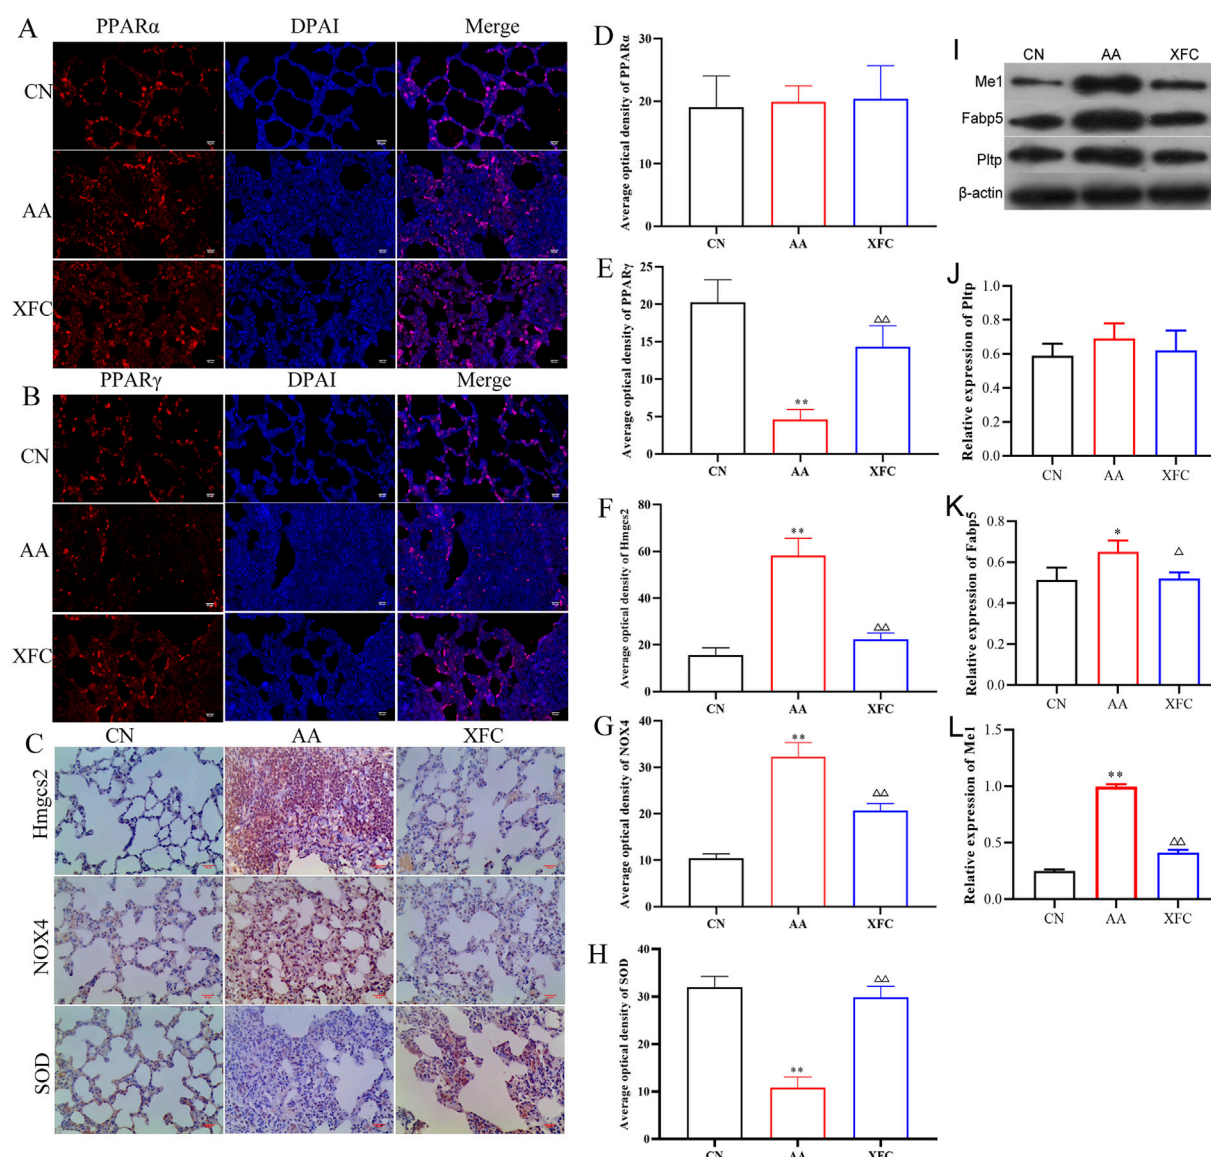 A
PPARα
DPAI
Merge
CN
AA
XFC
B
PPARγ
DPAI
Merge
CN
AA
XFC
C
CN
AA
XFC
Hmgcs2
NOX4
SOD
D
Average optical density of PPARα
30
20
10
0
CN
AA
XFC
E
Average optical density of PPARγ
25
20
15
10
5
0
**
△△
CN
AA
XFC
F
Average optical density of Hmgcs2
80
60
40
20
0
**
△△
CN
AA
XFC
G
Average optical density of NOX4
40
30
20
10
0
**
△△
CN
AA
XFC
H
Average optical density of SOD
40
30
20
10
0
**
△△
CN
AA
XFC
I
CN
AA
XFC
Me1
Fabp5
Pltp
β-actin
J
Relative expression of Pltp
1.0
0.8
0.6
0.4
0.2
0.0
CN
AA
XFC
K
Relative expression of Fabp5
0.8
0.6
0.4
0.2
0.0
*
△
CN
AA
XFC
L
Relative expression of Me1
1.5
1.0
0.5
0.0
**
△△
CN
AA
XFC